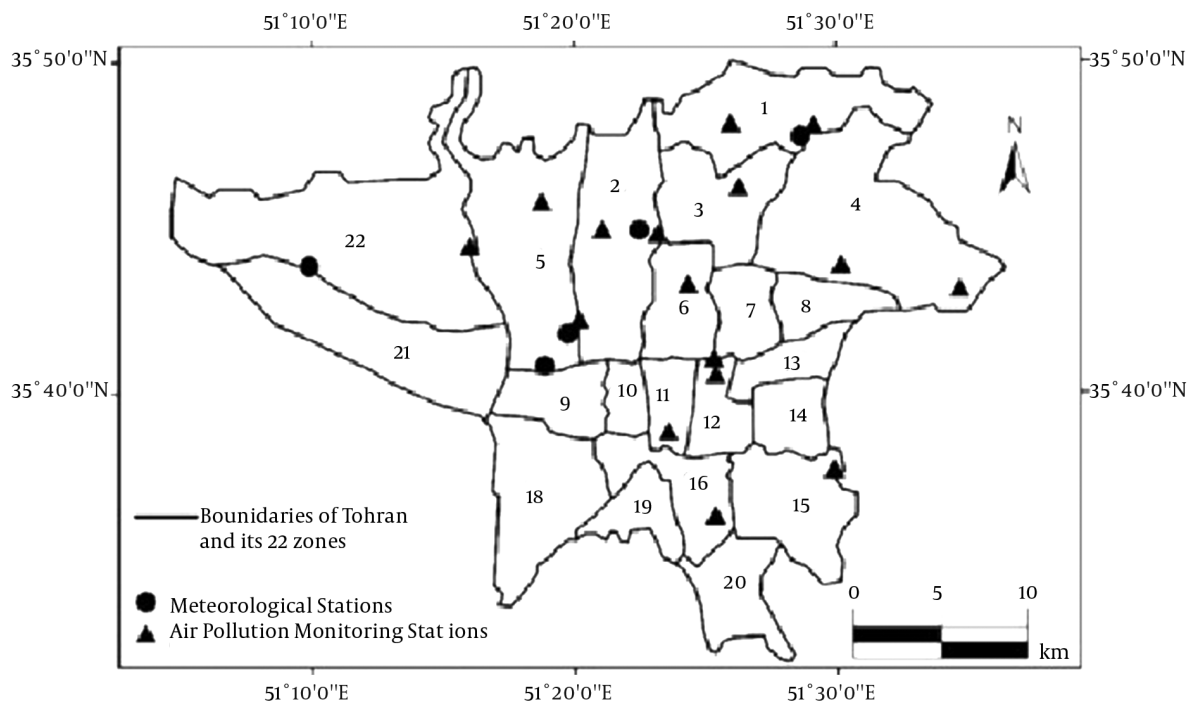 51°10'0"E 51°20'0"E 51°30'0"E
35°50'0"N 35°50'0"N
1
N
2
3
4
22
5
6
7
8
21
13
35°40'0"N 35°40'0"N
10
11
9
12
14
16
18
19
15
Bounidaries of Tohran
and its 22 zones
20
0 5 10
Meteorological Stations
Air Pollution Monitoring Stat ions
km
51°10'0"E 51°20'0"E 51°30'0"E